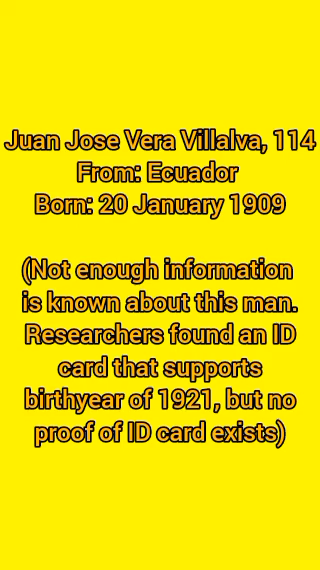 Juan Jose Vera Villalva, 114
From: Ecuador
Born: 20 January 1909
(Not enough information
is known about this man.
Researchers found an ID
card that supports
birthyear of 1921, but no
proof of ID card exists)